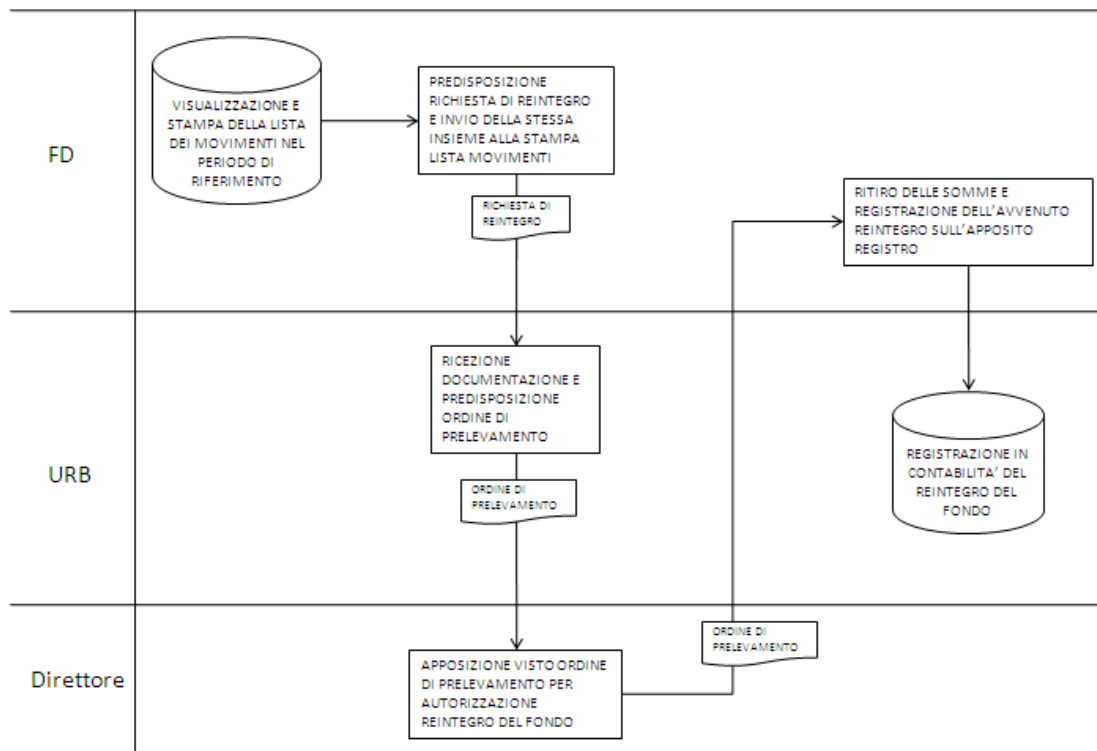 FD
VISUALIZZAZIONE E
STAMPA DELLA LISTA
DEI MOVIMENTI NEL
PERIODO DI
RIFERIMENTO
PREDISPOSIZIONE
RICHIESTA DI REINTEGRO
E INVIO DELLA STESSA
INSIEME ALLA STAMPA
LISTA MOVIMENTI
RICHIESTA DI
REINTEGRO
RITIRO DELLE SOMME E
REGISTRAZIONE DELL'AVVENUTO
REINTEGRO SULL'APPOSITO
REGISTRO
URB
RICEZIONE
DOCUMENTAZIONE E
PREDISPOSIZIONE
ORDINE DI
PRELEVAMENTO
ORDINE DI
PRELEVAMENTO
REGISTRAZIONE IN
CONTABILITA' DEL
REINTEGRO DEL
FONDO
Direttore
APPOSIZIONE VISTO ORDINE
DI PRELEVAMENTO PER
AUTORIZZAZIONE
REINTEGRO DEL FONDO
ORDINE DI
PRELEVAMENTO